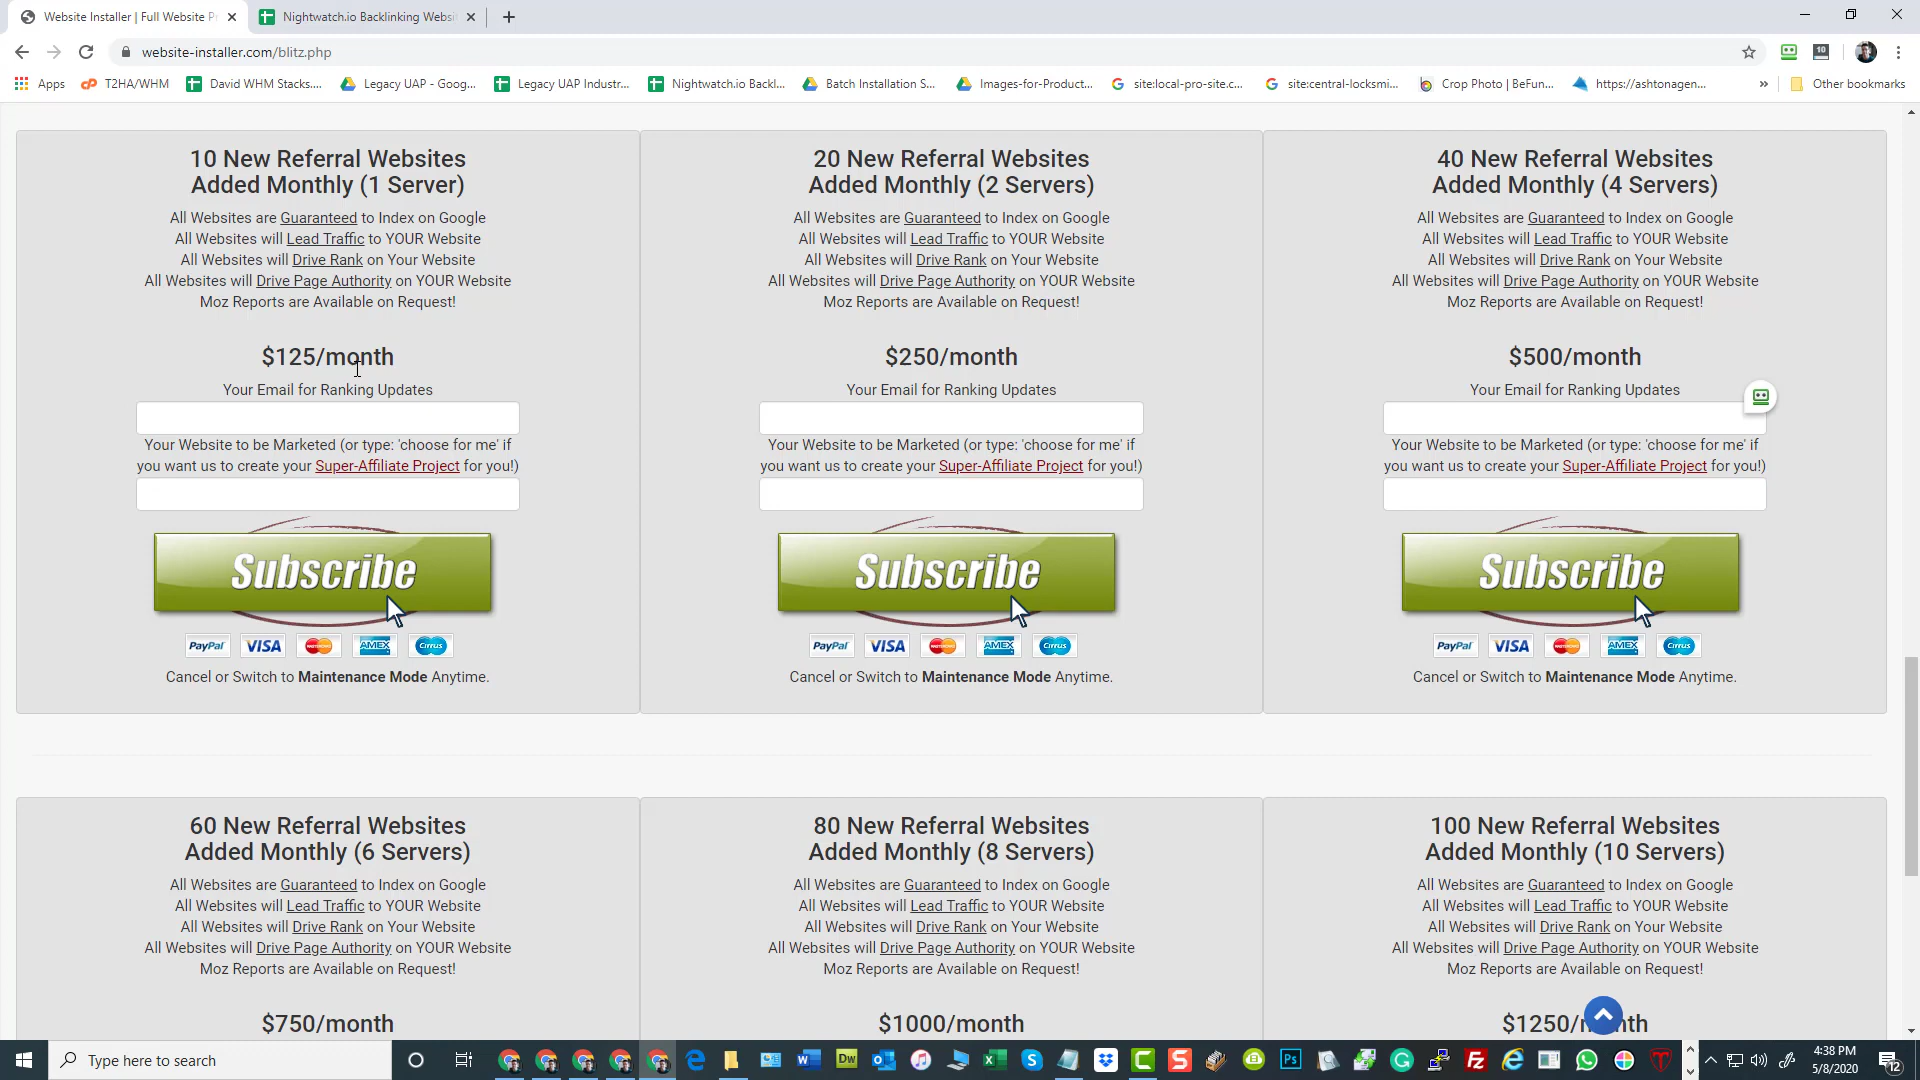 Website Installer | Full Website P
Nightwatch.io Backlinking Websi
website-installer.com/blitz.php
10
Apps
T2HA/WHM
David WHM Stacks....
Legacy UAP - Goog...
Legacy UAP Industr...
Nightwatch.io Backl...
Batch Installation S...
Images-for-Product...
site:local-pro-site.c...
site:central-locksmi...
Crop Photo | BeFun...
https://ashtonagen...
Other bookmarks
10 New Referral Websites
Added Monthly (1 Server)
All Websites are Guaranteed to Index on Google
All Websites will Lead Traffic to YOUR Website
All Websites will Drive Rank on Your Website
All Websites will Drive Page Authority on YOUR Website
Moz Reports are Available on Request!
$125/month
Your Email for Ranking Updates
Your Website to be Marketed (or type: 'choose for me' if
you want us to create your Super-Affiliate Project for you!)
Subscribe
PayPal VISA MasterCard AMEX Cirrus
Cancel or Switch to Maintenance Mode Anytime.
20 New Referral Websites
Added Monthly (2 Servers)
All Websites are Guaranteed to Index on Google
All Websites will Lead Traffic to YOUR Website
All Websites will Drive Rank on Your Website
All Websites will Drive Page Authority on YOUR Website
Moz Reports are Available on Request!
$250/month
Your Email for Ranking Updates
Your Website to be Marketed (or type: 'choose for me' if
you want us to create your Super-Affiliate Project for you!)
Subscribe
PayPal VISA MasterCard AMEX Cirrus
Cancel or Switch to Maintenance Mode Anytime.
40 New Referral Websites
Added Monthly (4 Servers)
All Websites are Guaranteed to Index on Google
All Websites will Lead Traffic to YOUR Website
All Websites will Drive Rank on Your Website
All Websites will Drive Page Authority on YOUR Website
Moz Reports are Available on Request!
$500/month
Your Email for Ranking Updates
Your Website to be Marketed (or type: 'choose for me' if
you want us to create your Super-Affiliate Project for you!)
Subscribe
PayPal VISA MasterCard AMEX Cirrus
Cancel or Switch to Maintenance Mode Anytime.
60 New Referral Websites
Added Monthly (6 Servers)
All Websites are Guaranteed to Index on Google
All Websites will Lead Traffic to YOUR Website
All Websites will Drive Rank on Your Website
All Websites will Drive Page Authority on YOUR Website
Moz Reports are Available on Request!
$750/month
80 New Referral Websites
Added Monthly (8 Servers)
All Websites are Guaranteed to Index on Google
All Websites will Lead Traffic to YOUR Website
All Websites will Drive Rank on Your Website
All Websites will Drive Page Authority on YOUR Website
Moz Reports are Available on Request!
$1000/month
100 New Referral Websites
Added Monthly (10 Servers)
All Websites are Guaranteed to Index on Google
All Websites will Lead Traffic to YOUR Website
All Websites will Drive Rank on Your Website
All Websites will Drive Page Authority on YOUR Website
Moz Reports are Available on Request!
$1250/month
Type here to search
4:38 PM
5/8/2020
12